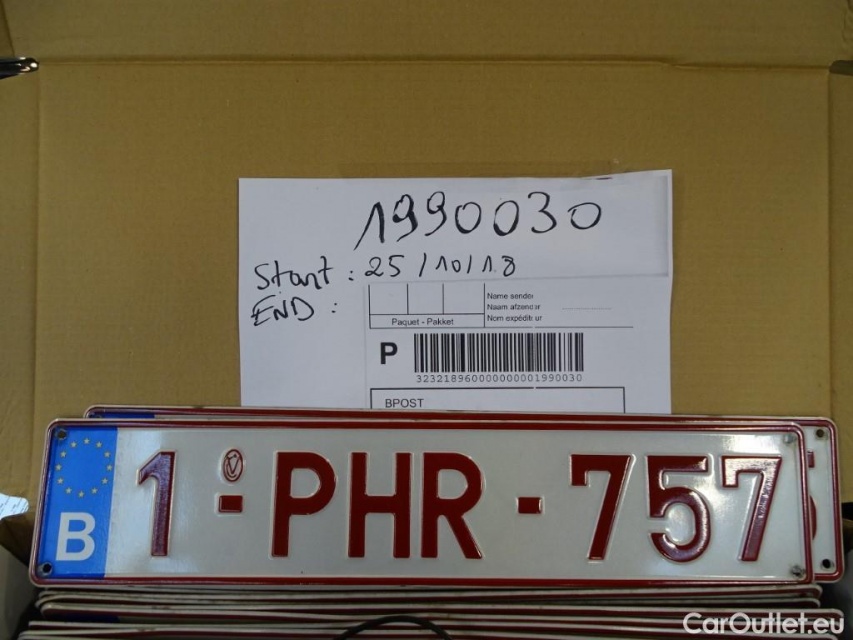 1990030
Start : 25/10/18
END :
Name sender
Naam afzender
Nom expéditeur
Paquet - Pakket
P
323218960000000001990030
BPOST
B 1-PHR-757
CarOutlet.eu